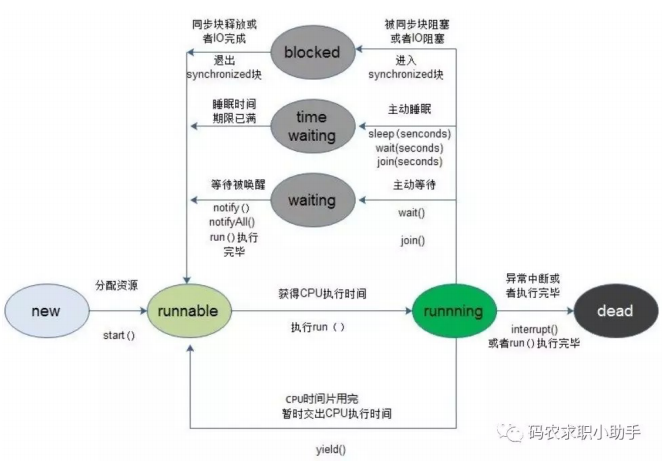 同步块释放或
者IO完成
被同步块阻塞
或者IO阻塞
blocked
退出
synchronized块
进入
synchronized块
睡眠时间
期限已满
time
waiting
主动睡眠
sleep(senconds)
wait(seconds)
join(seconds)
等待被唤醒
notify()
notifyAll()
run()执行
完毕
waiting
主动等待
wait()
join()
new
分配资源
start()
runnable
获得CPU执行时间
执行run（）
runnning
异常中断或
者执行完毕
interrupt()
或者run()执行完毕
dead
CPU时间片用完
暂时交出CPU执行时间
yield()
码农求职小助手